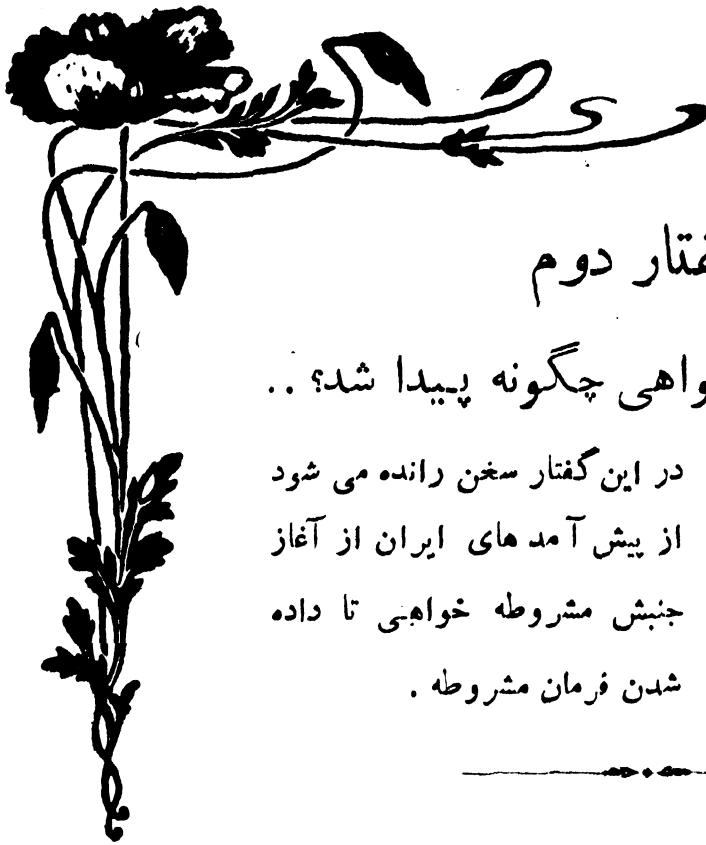 فتار دوم
واهی چگونه پیدا شد؟ ..
در این گفتار سخن رانده می شود
از پیش آمد های ایران از آغاز
جنبش مشروطه خواهی تا داده
شدن فرمان مشروطه .